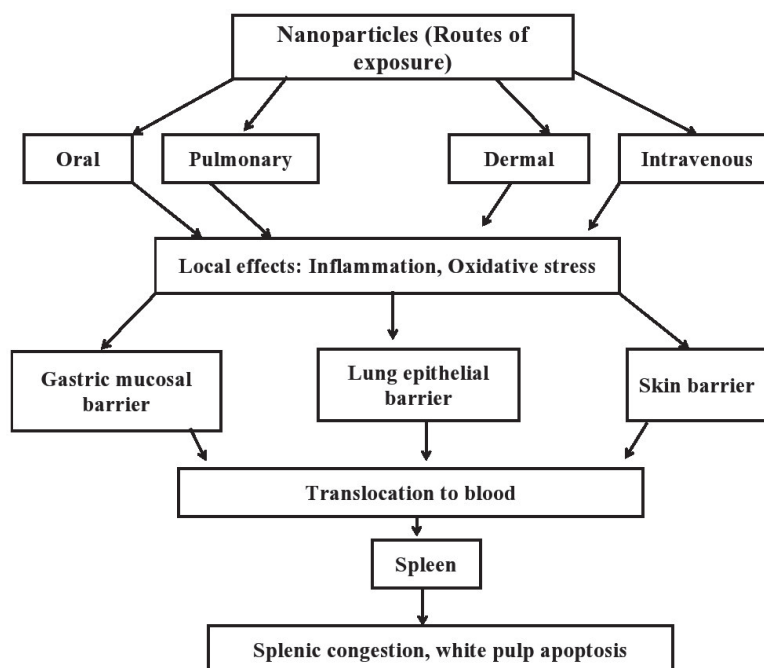 Nanoparticles (Routes of
exposure)
Oral
Pulmonary
Dermal
Intravenous
Local effects: Inflammation, Oxidative stress
Gastric mucosal
barrier
Lung epithelial
barrier
Skin barrier
Translocation to blood
Spleen
Splenic congestion, white pulp apoptosis